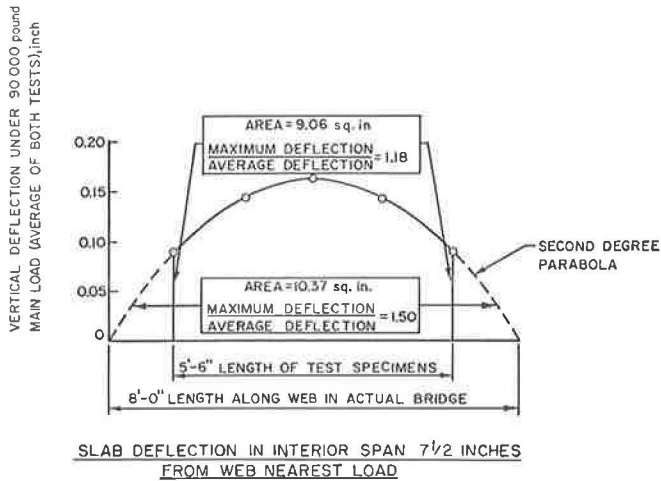 VERTICAL DEFLECTION UNDER 90 000 pound
MAIN LOAD (AVERAGE OF BOTH TESTS), inch
0.20
0.15
0.10
0.05
0
AREA = 9.06 sq. in
MAXIMUM DEFLECTION
AVERAGE DEFLECTION = 1.18
SECOND DEGREE
PARABOLA
AREA = 10.37 sq. in.
MAXIMUM DEFLECTION
AVERAGE DEFLECTION = 1.50
5'-6" LENGTH OF TEST SPECIMENS
8'-0" LENGTH ALONG WEB IN ACTUAL BRIDGE
SLAB DEFLECTION IN INTERIOR SPAN 7 1/2 INCHES
FROM WEB NEAREST LOAD